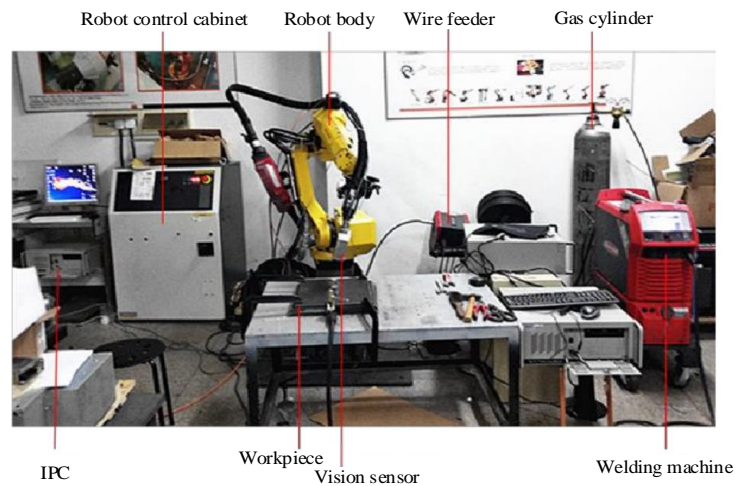 Robot control cabinet
Robot body
Wire feeder
Gas cylinder
IPC
Workpiece
Vision sensor
Welding machine